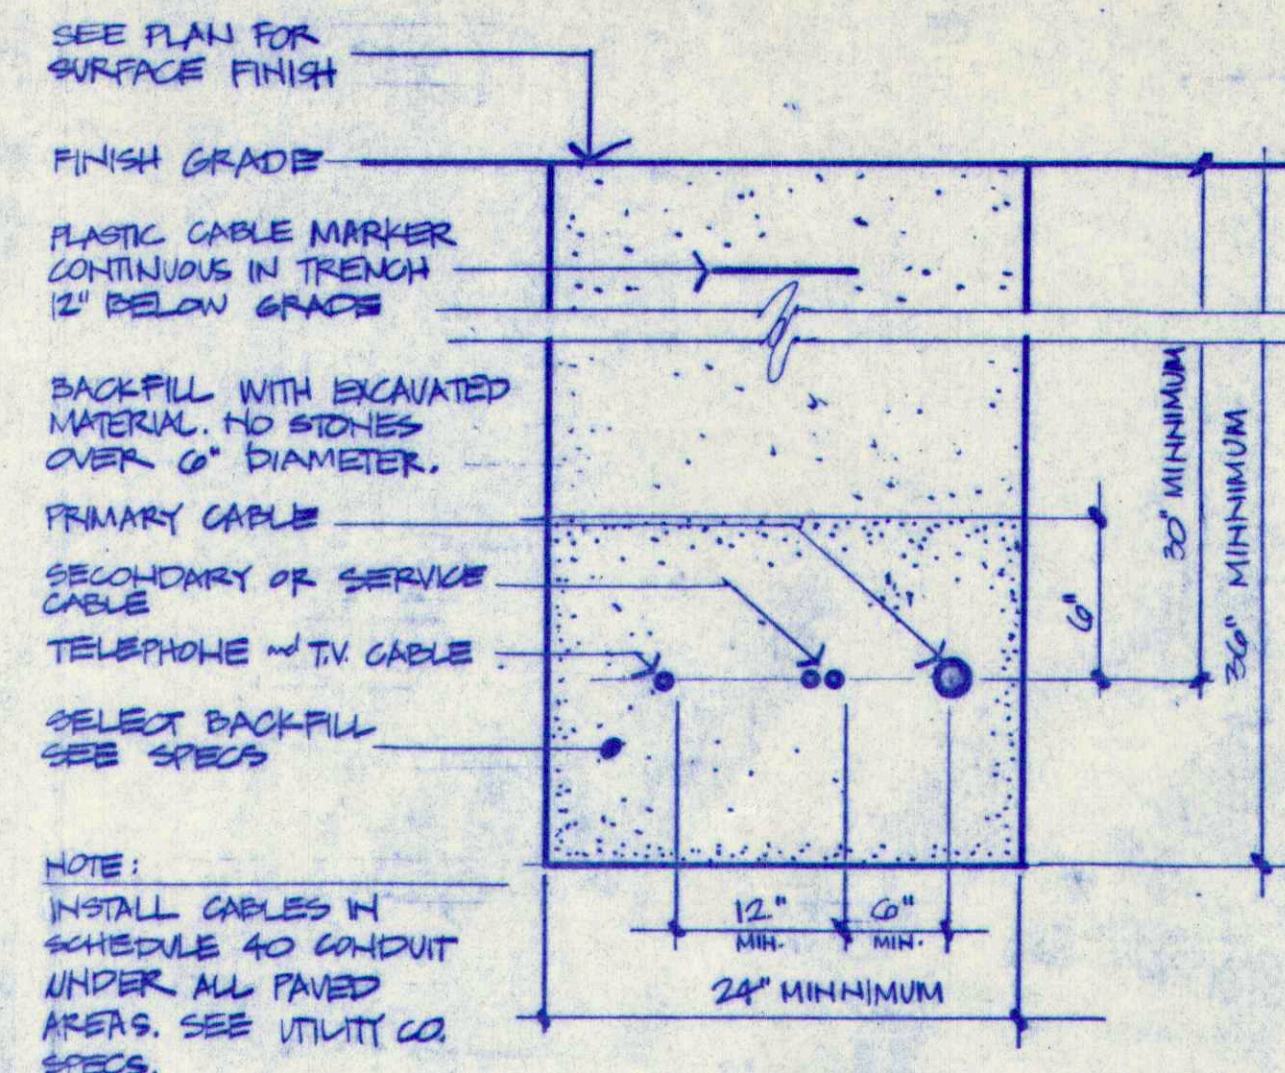 SEE PLAN FOR
SURFACE FINISH
FINISH GRADE
PLASTIC CABLE MARKER
CONTINUOUS IN TRENCH
12" BELOW GRADE
BACKFILL WITH EXCAVATED
MATERIAL. NO STONES
OVER 6" DIAMETER.
PRIMARY CABLE
SECONDARY OR SERVICE
CABLE
TELEPHONE and T.V. CABLE
SELECT BACKFILL
SEE SPECS
NOTE:
INSTALL CABLES IN
SCHEDULE 40 CONDUIT
UNDER ALL PAVED
AREAS. SEE UTILITY CO.
SPECS.
6"
30" MINNIMUM
36" MINNIMUM
12"
MIN.
6"
MIN.
24" MINNIMUM